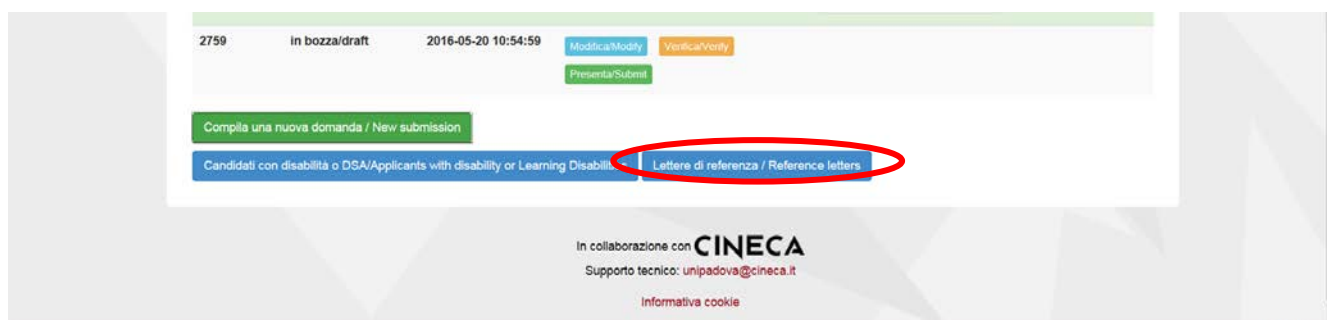 2759 in bozza/draft 2016-05-20 10:54:59 Modifica/Modify Verifica/Verify
Presenta/Submit
Compila una nuova domanda / New submission
Candidati con disabilità o DSA/Applicants with disability or Learning Lettere di referenza / Reference letters
In collaborazione con CINECA
Supporto tecnico: unipadova@cineca.it
Informativa cookie